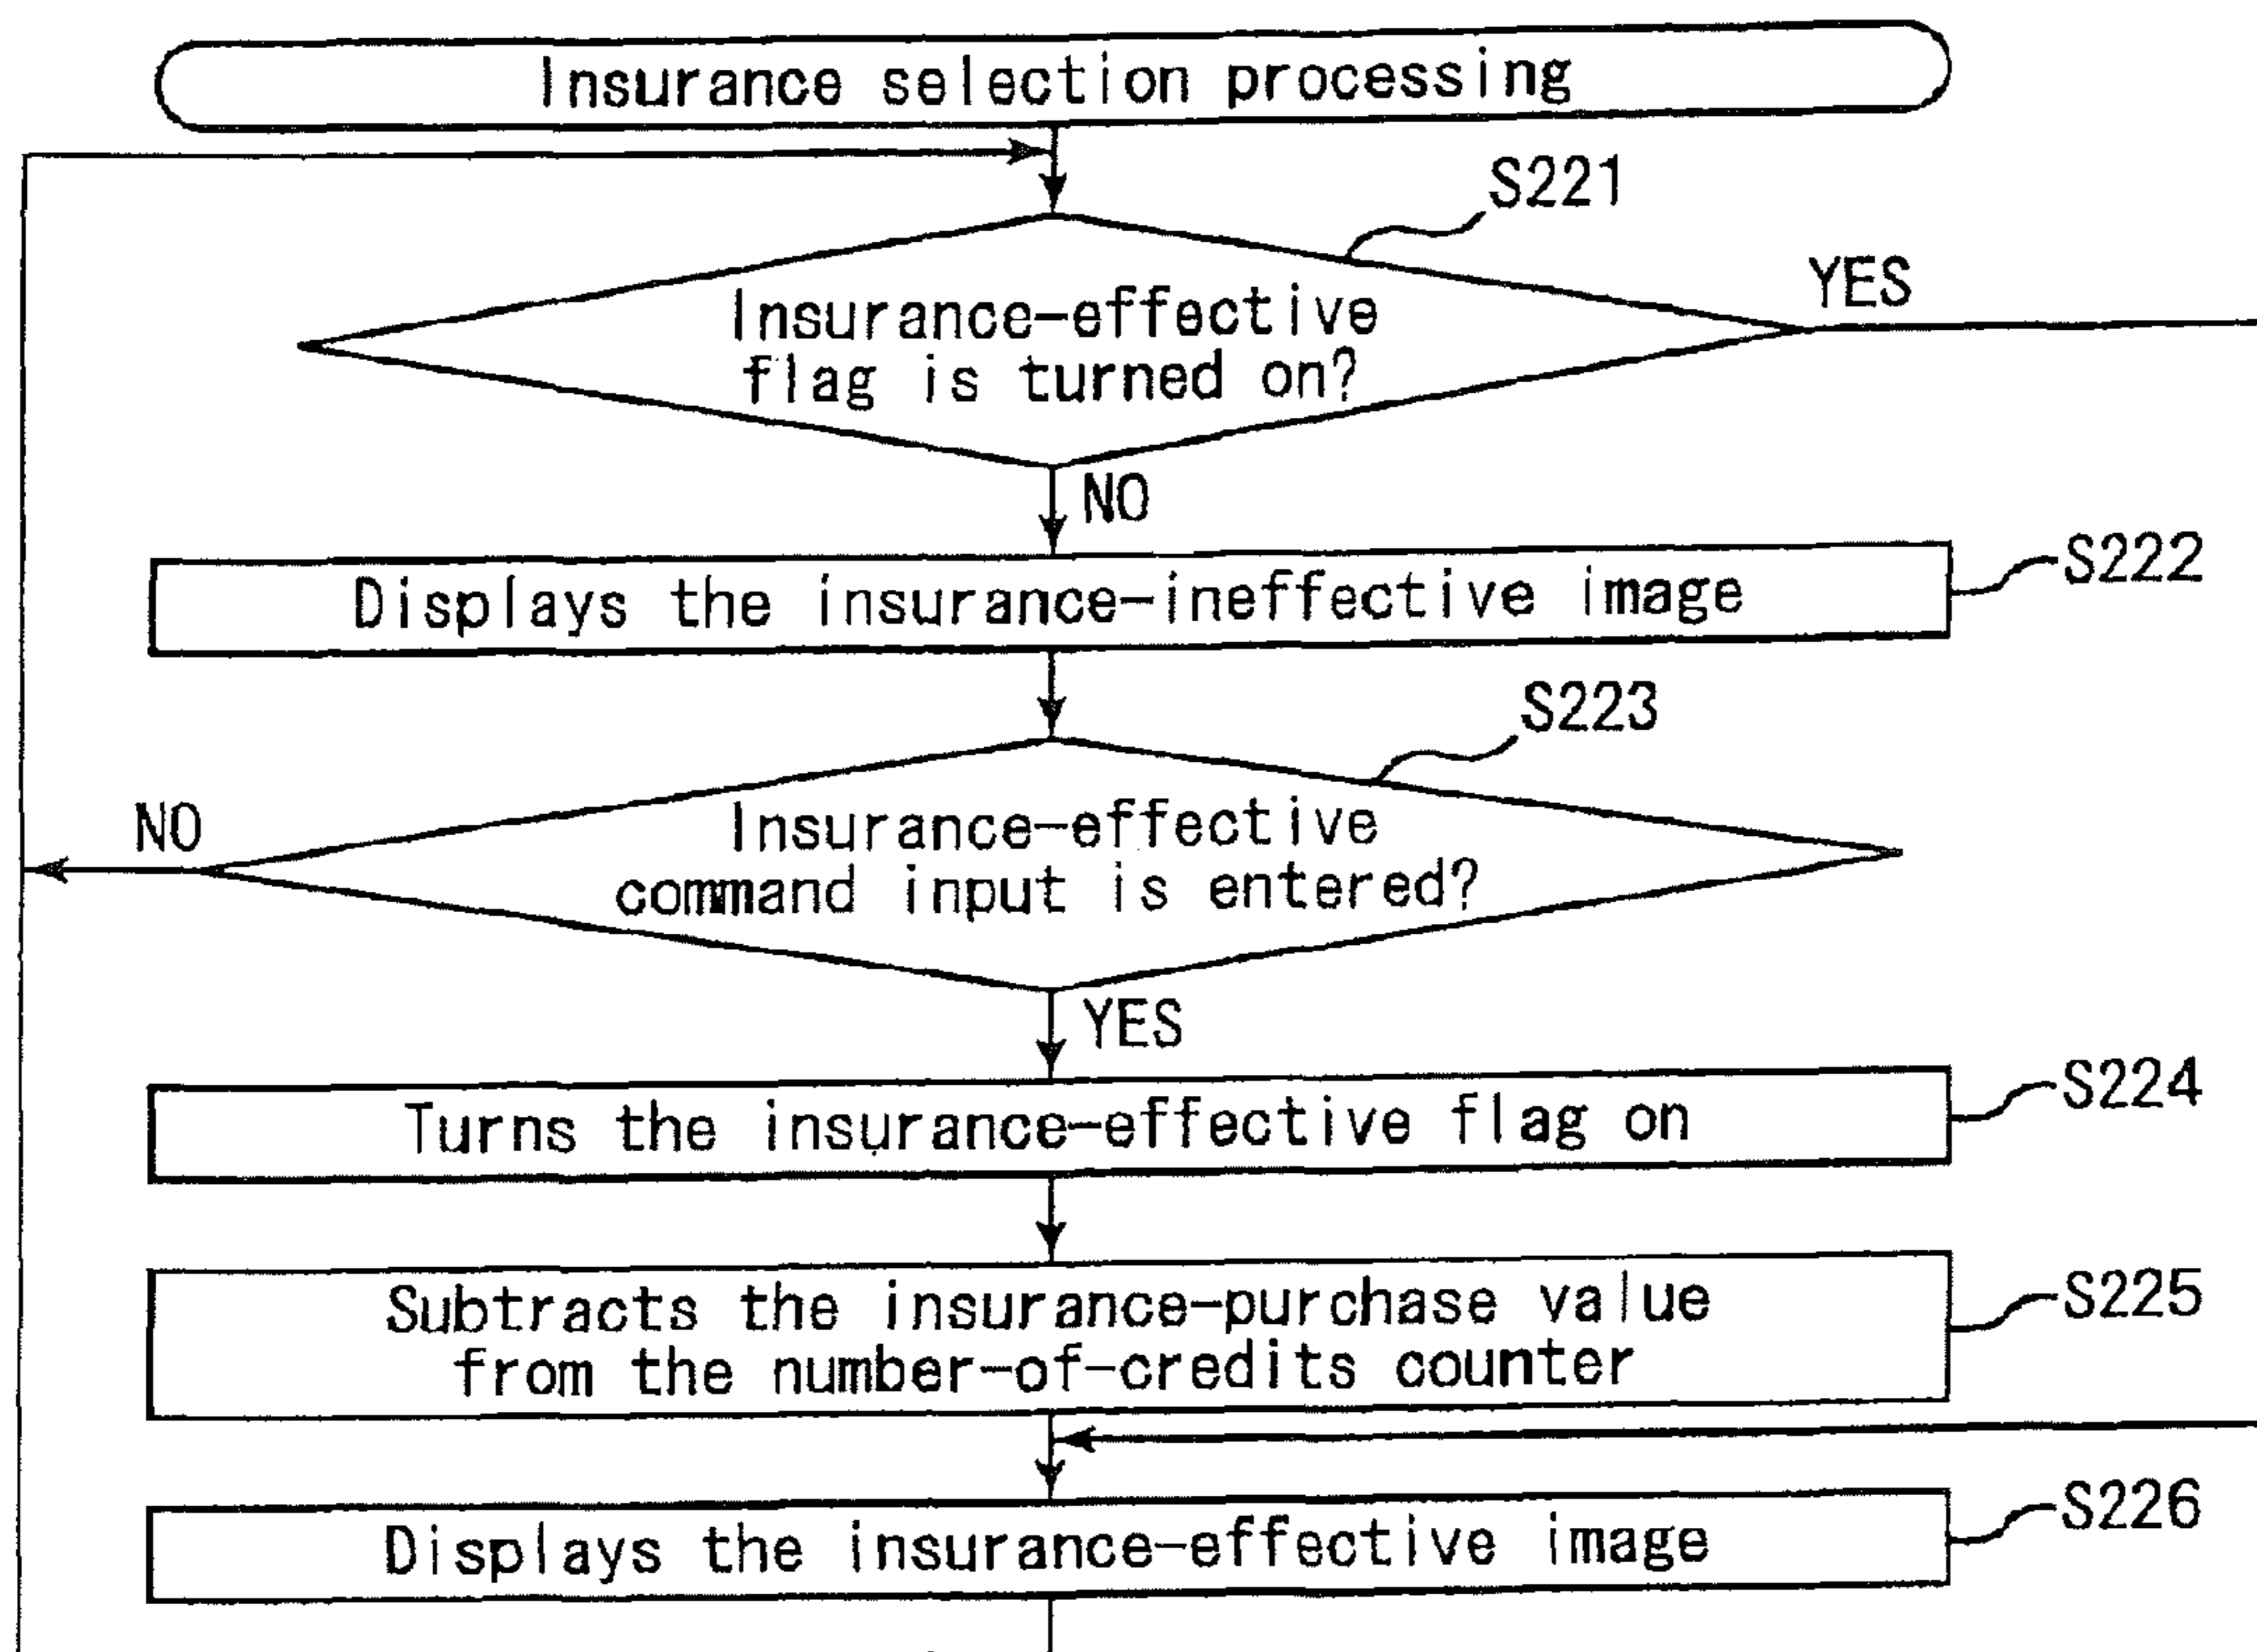 Insurance selection processing
S221
YES
Insurance-effective
flag is turned on?
NO
Displays the insurance-ineffective image
S222
S223
NO
Insurance-effective
command input is entered?
YES
Turns the insurance-effective flag on
S224
Subtracts the insurance-purchase value
from the number-of-credits counter
S225
Displays the insurance-effective image
S226